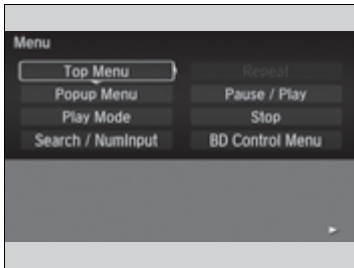 Menu
Top Menu
Repeat
Popup Menu
Pause / Play
Play Mode
Stop
Search / NumInput
BD Control Menu